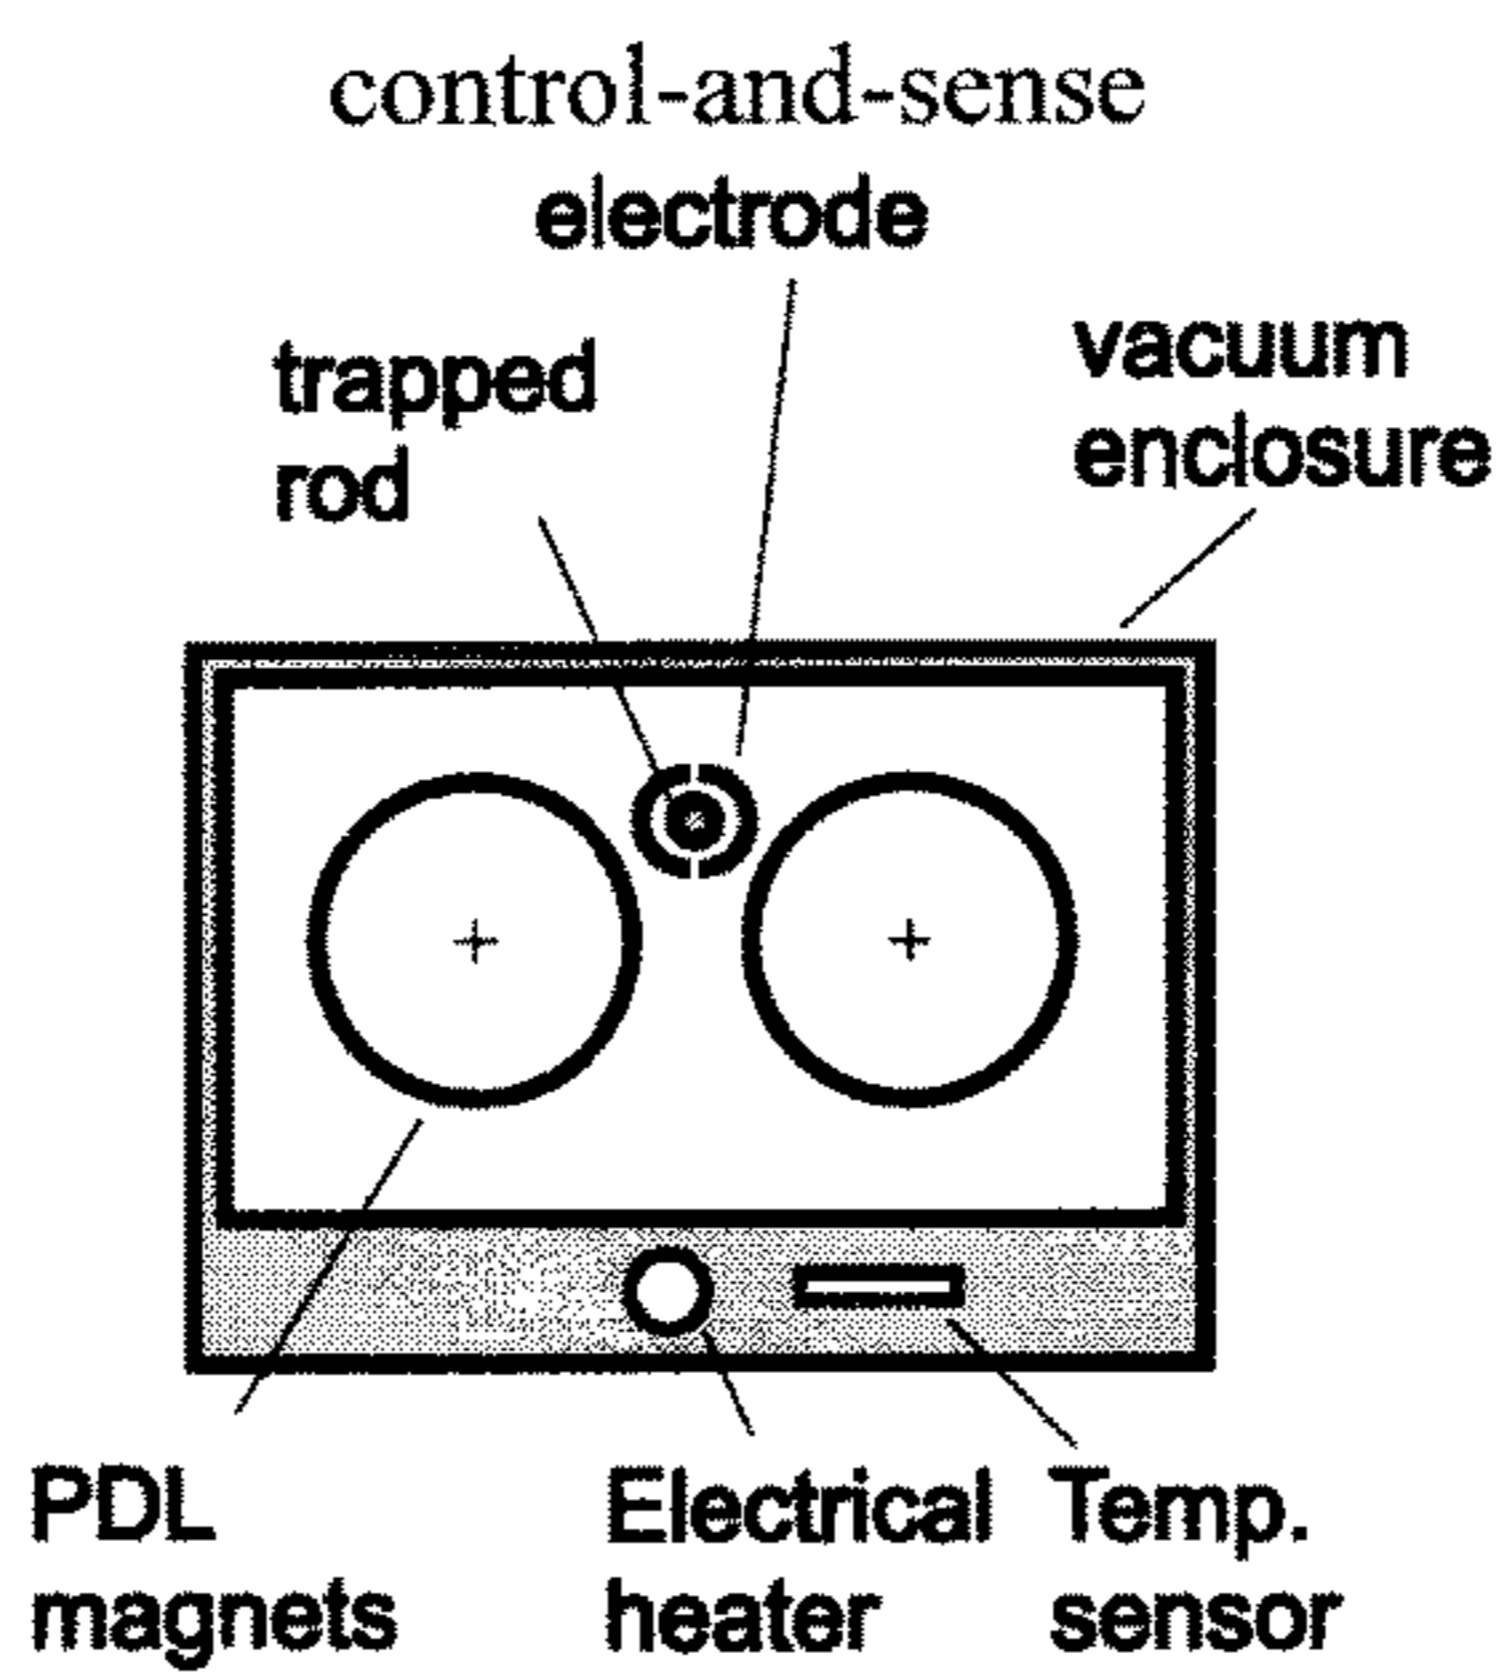 control-and-sense
electrode
trapped
rod
vacuum
enclosure
PDL
magnets
Electrical
heater
Temp.
sensor